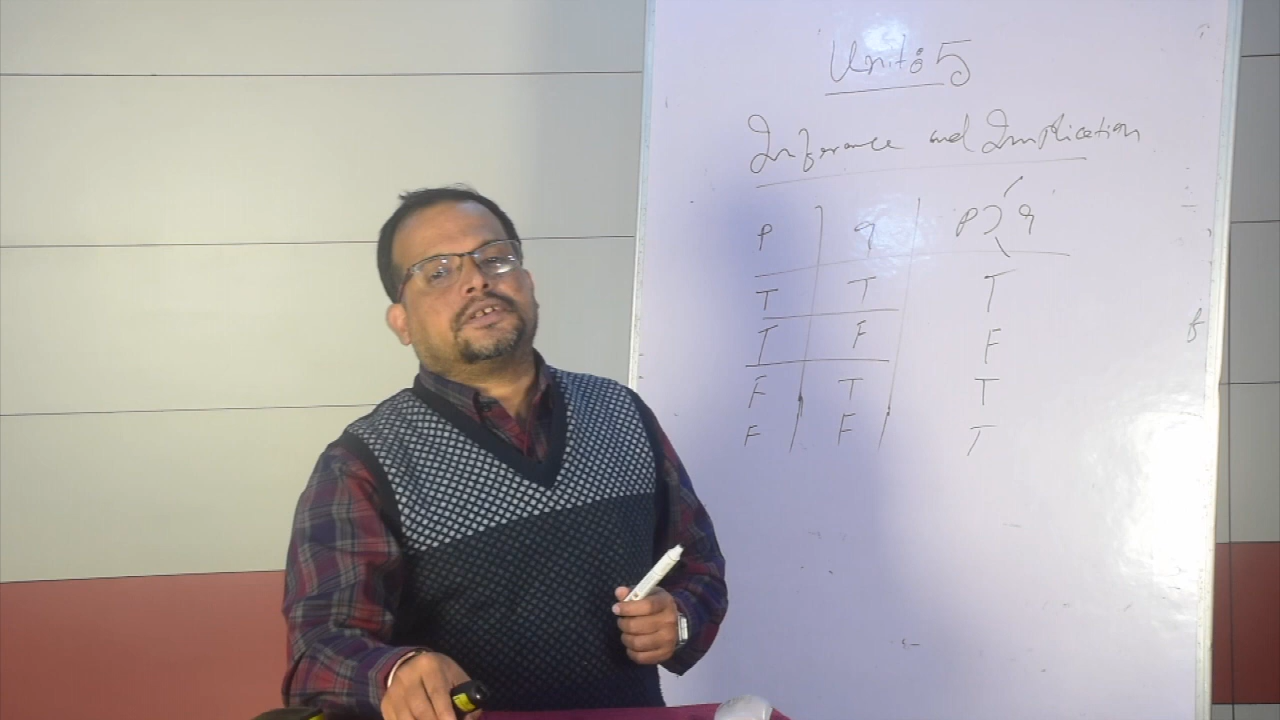 Unit: 5
Inference and Implication
P q P⊃q
T T T
T F F
F T T
F F T